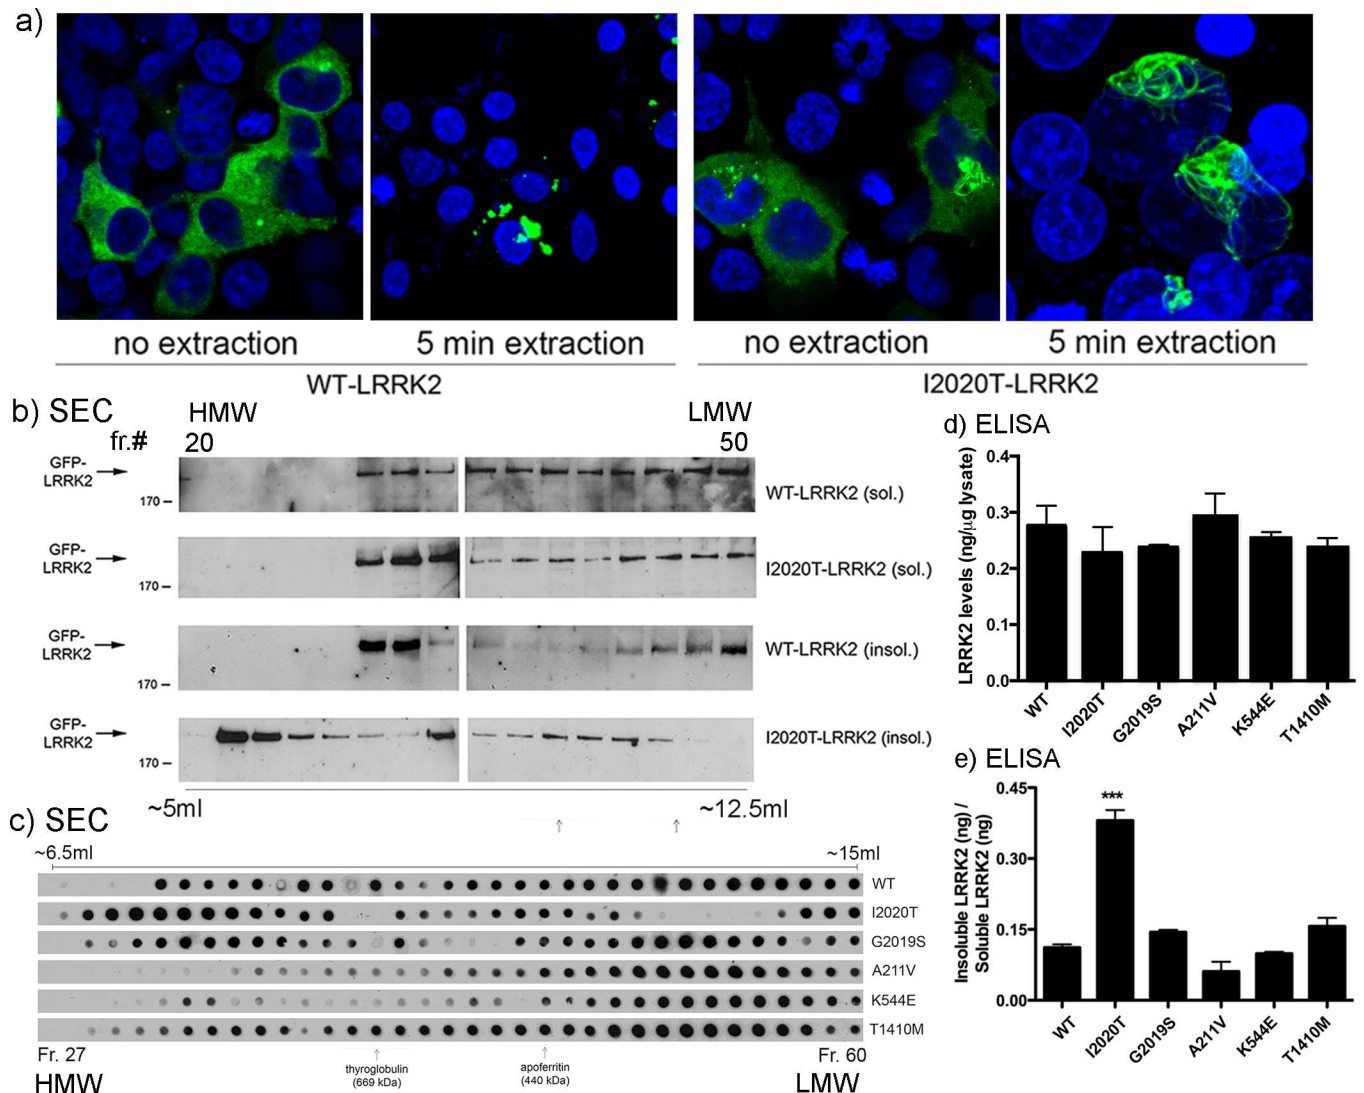 a)
no extraction
5 min extraction
no extraction
5 min extraction
WT-LRRK2
I2020T-LRRK2
b) SEC
HMW
LMW
fr.#
20
50
GFP-
LRRK2
170
WT-LRRK2 (sol.)
GFP-
LRRK2
170
I2020T-LRRK2 (sol.)
GFP-
LRRK2
170
WT-LRRK2 (insol.)
GFP-
LRRK2
170
I2020T-LRRK2 (insol.)
~5ml
~12.5ml
c) SEC
~6.5ml
~15ml
WT
I2020T
G2019S
A211V
K544E
T1410M
Fr. 27
Fr. 60
thyroglobulin
(669 kDa)
apoferritin
(440 kDa)
HMW
LMW
d) ELISA
LRRK2 levels (ng/µg lysate)
0.4
0.3
0.2
0.1
0.0
WT
I2020T
G2019S
A211V
K544E
T1410M
e) ELISA
Insoluble LRRK2 (ng) /
Soluble LRRK2 (ng)
0.45
0.30
0.15
0.00
***
WT
I2020T
G2019S
A211V
K544E
T1410M